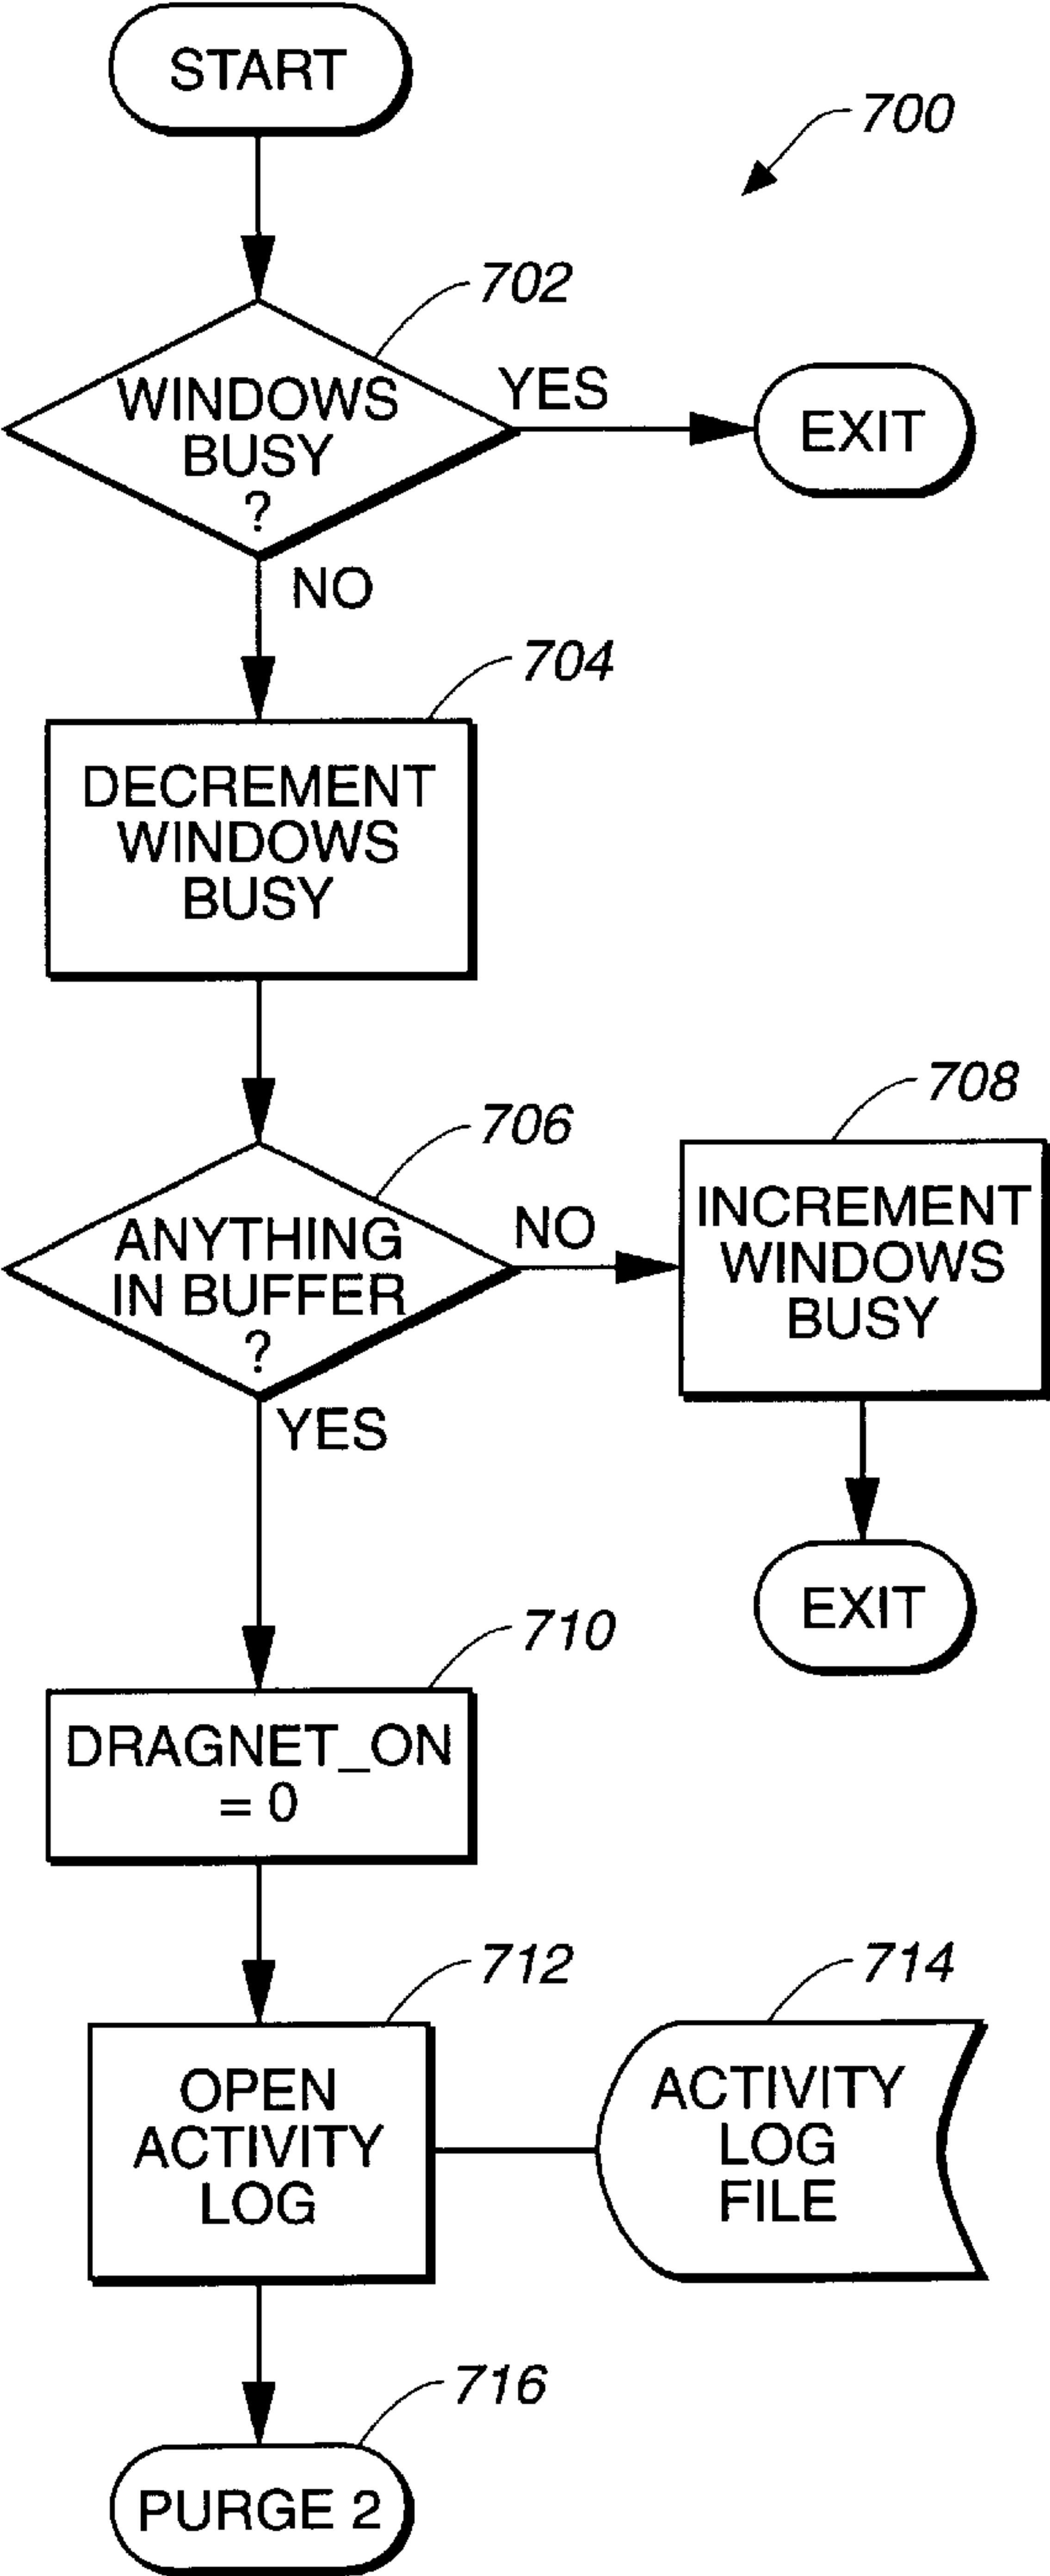 START
700
702
WINDOWS
BUSY
?
YES
EXIT
NO
704
DECREMENT
WINDOWS
BUSY
706
ANYTHING
IN BUFFER
?
NO
708
INCREMENT
WINDOWS
BUSY
YES
EXIT
710
DRAGNET_ON
= 0
712
OPEN
ACTIVITY
LOG
714
ACTIVITY
LOG
FILE
716
PURGE 2